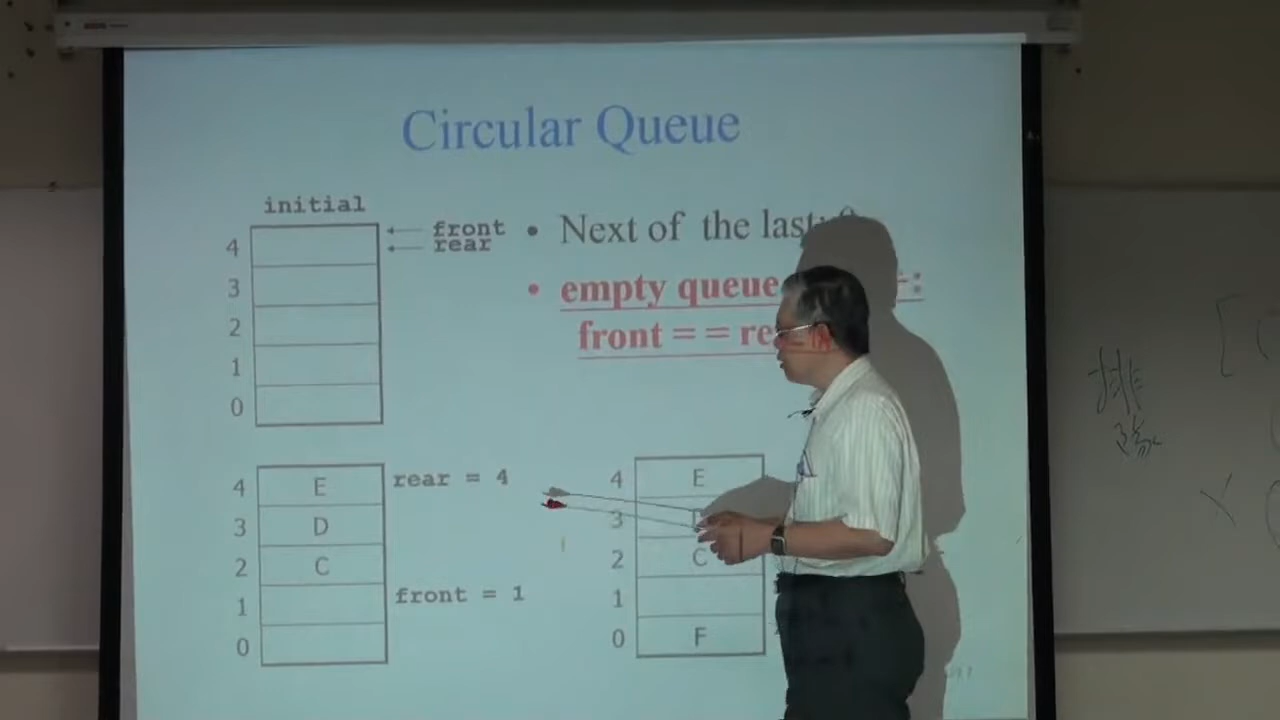 Circular Queue
initial
front
rear
4
3
2
1
0
• Next of the last
• empty queue
front = = re
4 E rear = 4
3 D
2 C
1 front = 1
0
4 E
3
2 C
1
0 F
排